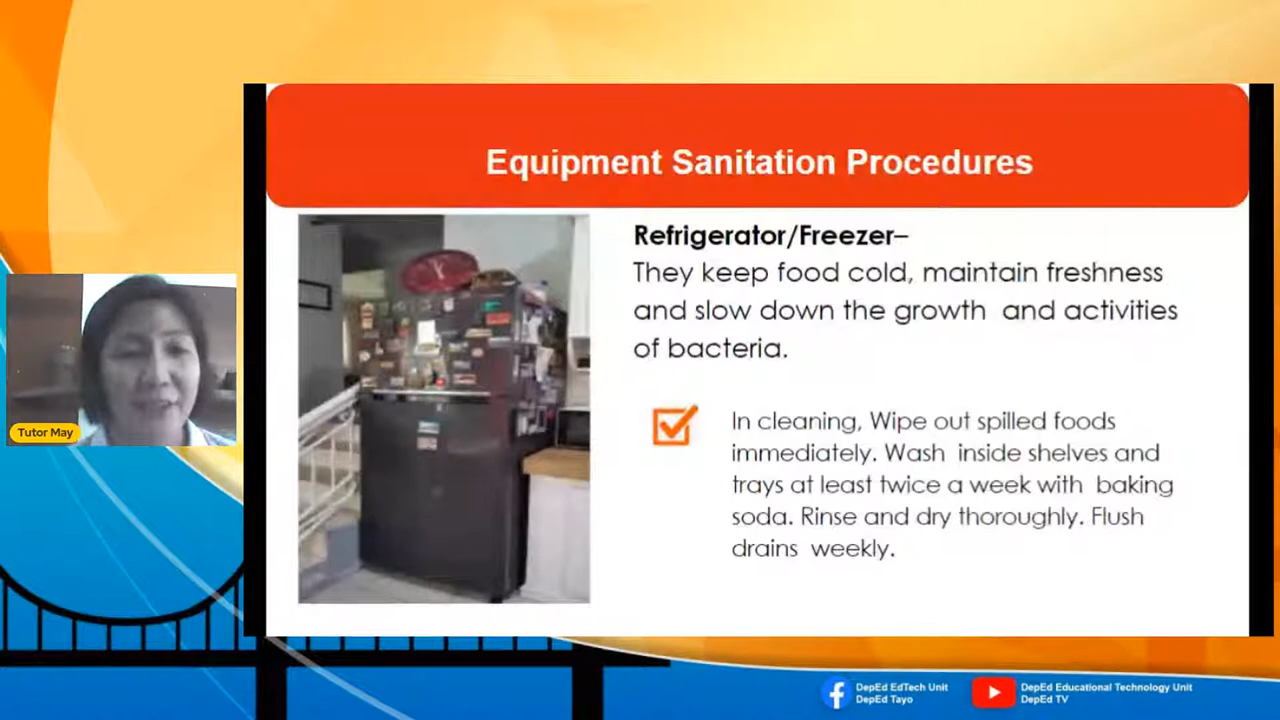 Equipment Sanitation Procedures
Refrigerator/Freezer–
They keep food cold, maintain freshness
and slow down the growth and activities
of bacteria.
In cleaning, Wipe out spilled foods
immediately. Wash inside shelves and
trays at least twice a week with baking
soda. Rinse and dry thoroughly. Flush
drains weekly.
Tutor May
DepEd EdTech Unit
DepEd Tayo
DepEd Educational Technology Unit
DepEd TV